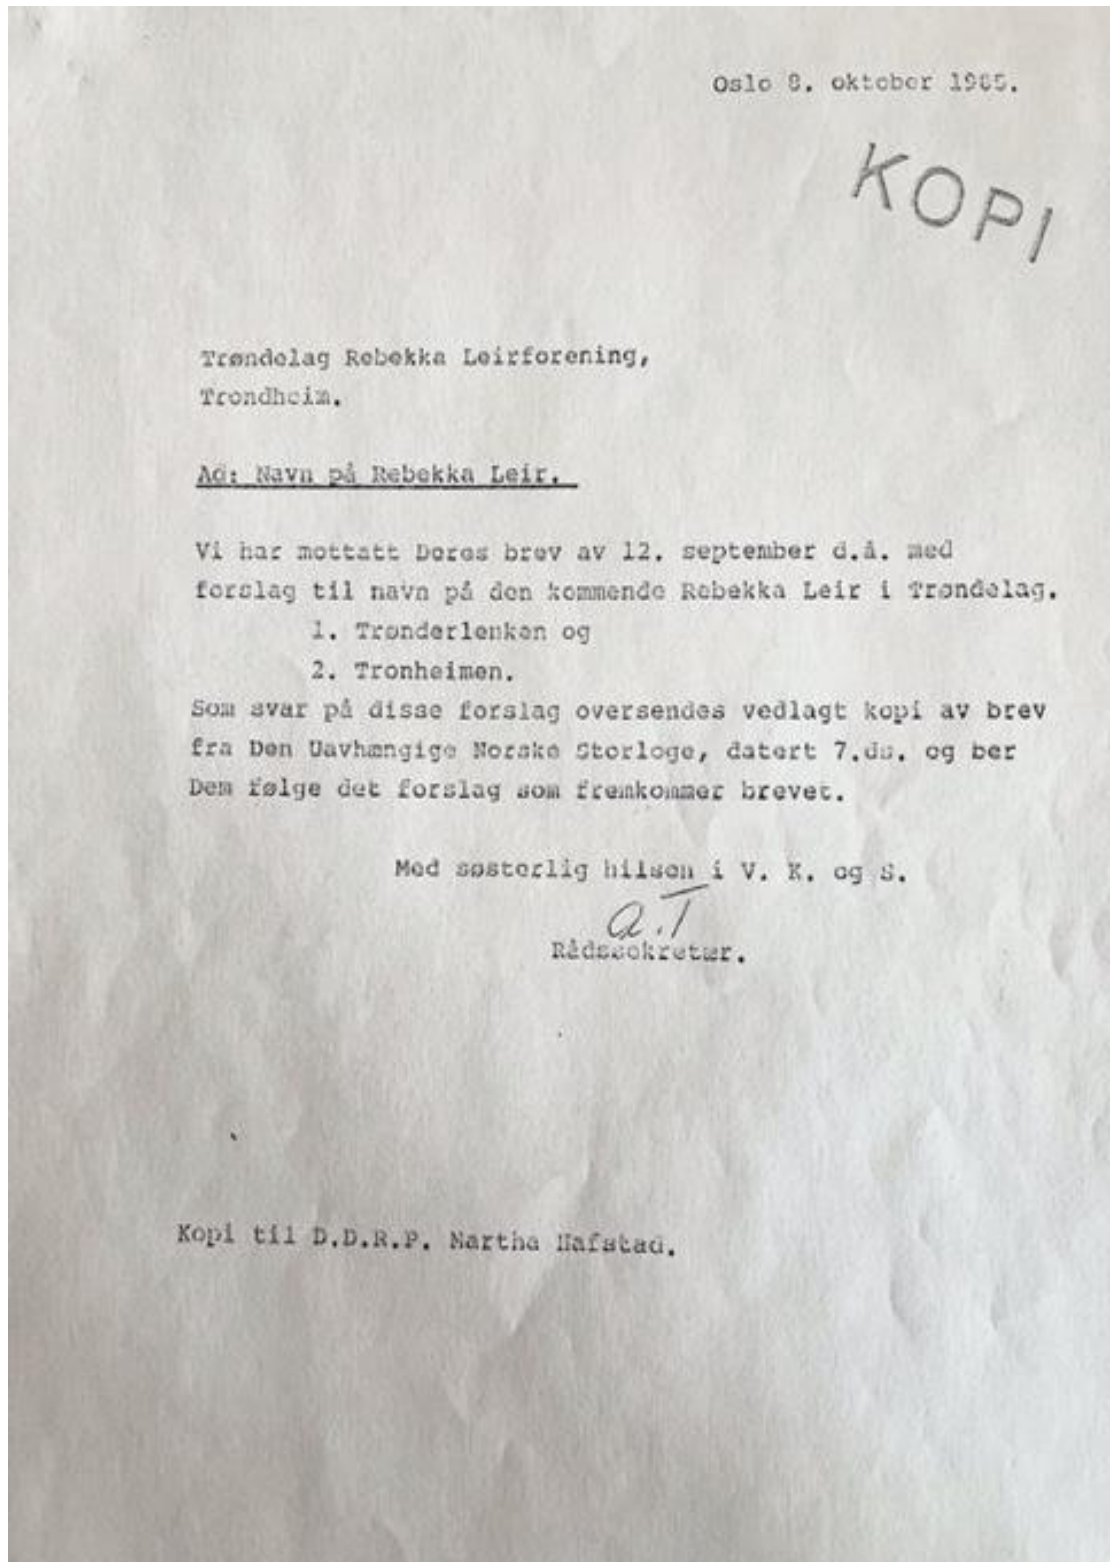 Oslo 8. oktober 1965.
KOPI
Trøndelag Rebekka Leirforening,
Trondheim.
Ad: Navn på Rebekka Leir.
Vi har mottatt Deres brev av 12. september d.å. med
forslag til navn på den kommende Rebekka Leir i Trøndelag.
1. Trønderlenken og
2. Tronheimen.
Som svar på disse forslag oversendes vedlagt kopi av brev
fra Den Uavhængige Norske Storloge, datert 7.ds. og ber
Dem følge det forslag som fremkommer brevet.
Med søsterlig hilsen i V. K. og S.
a.T
Rådssekretær.
Kopi til D.D.R.P. Martha Hafstad.